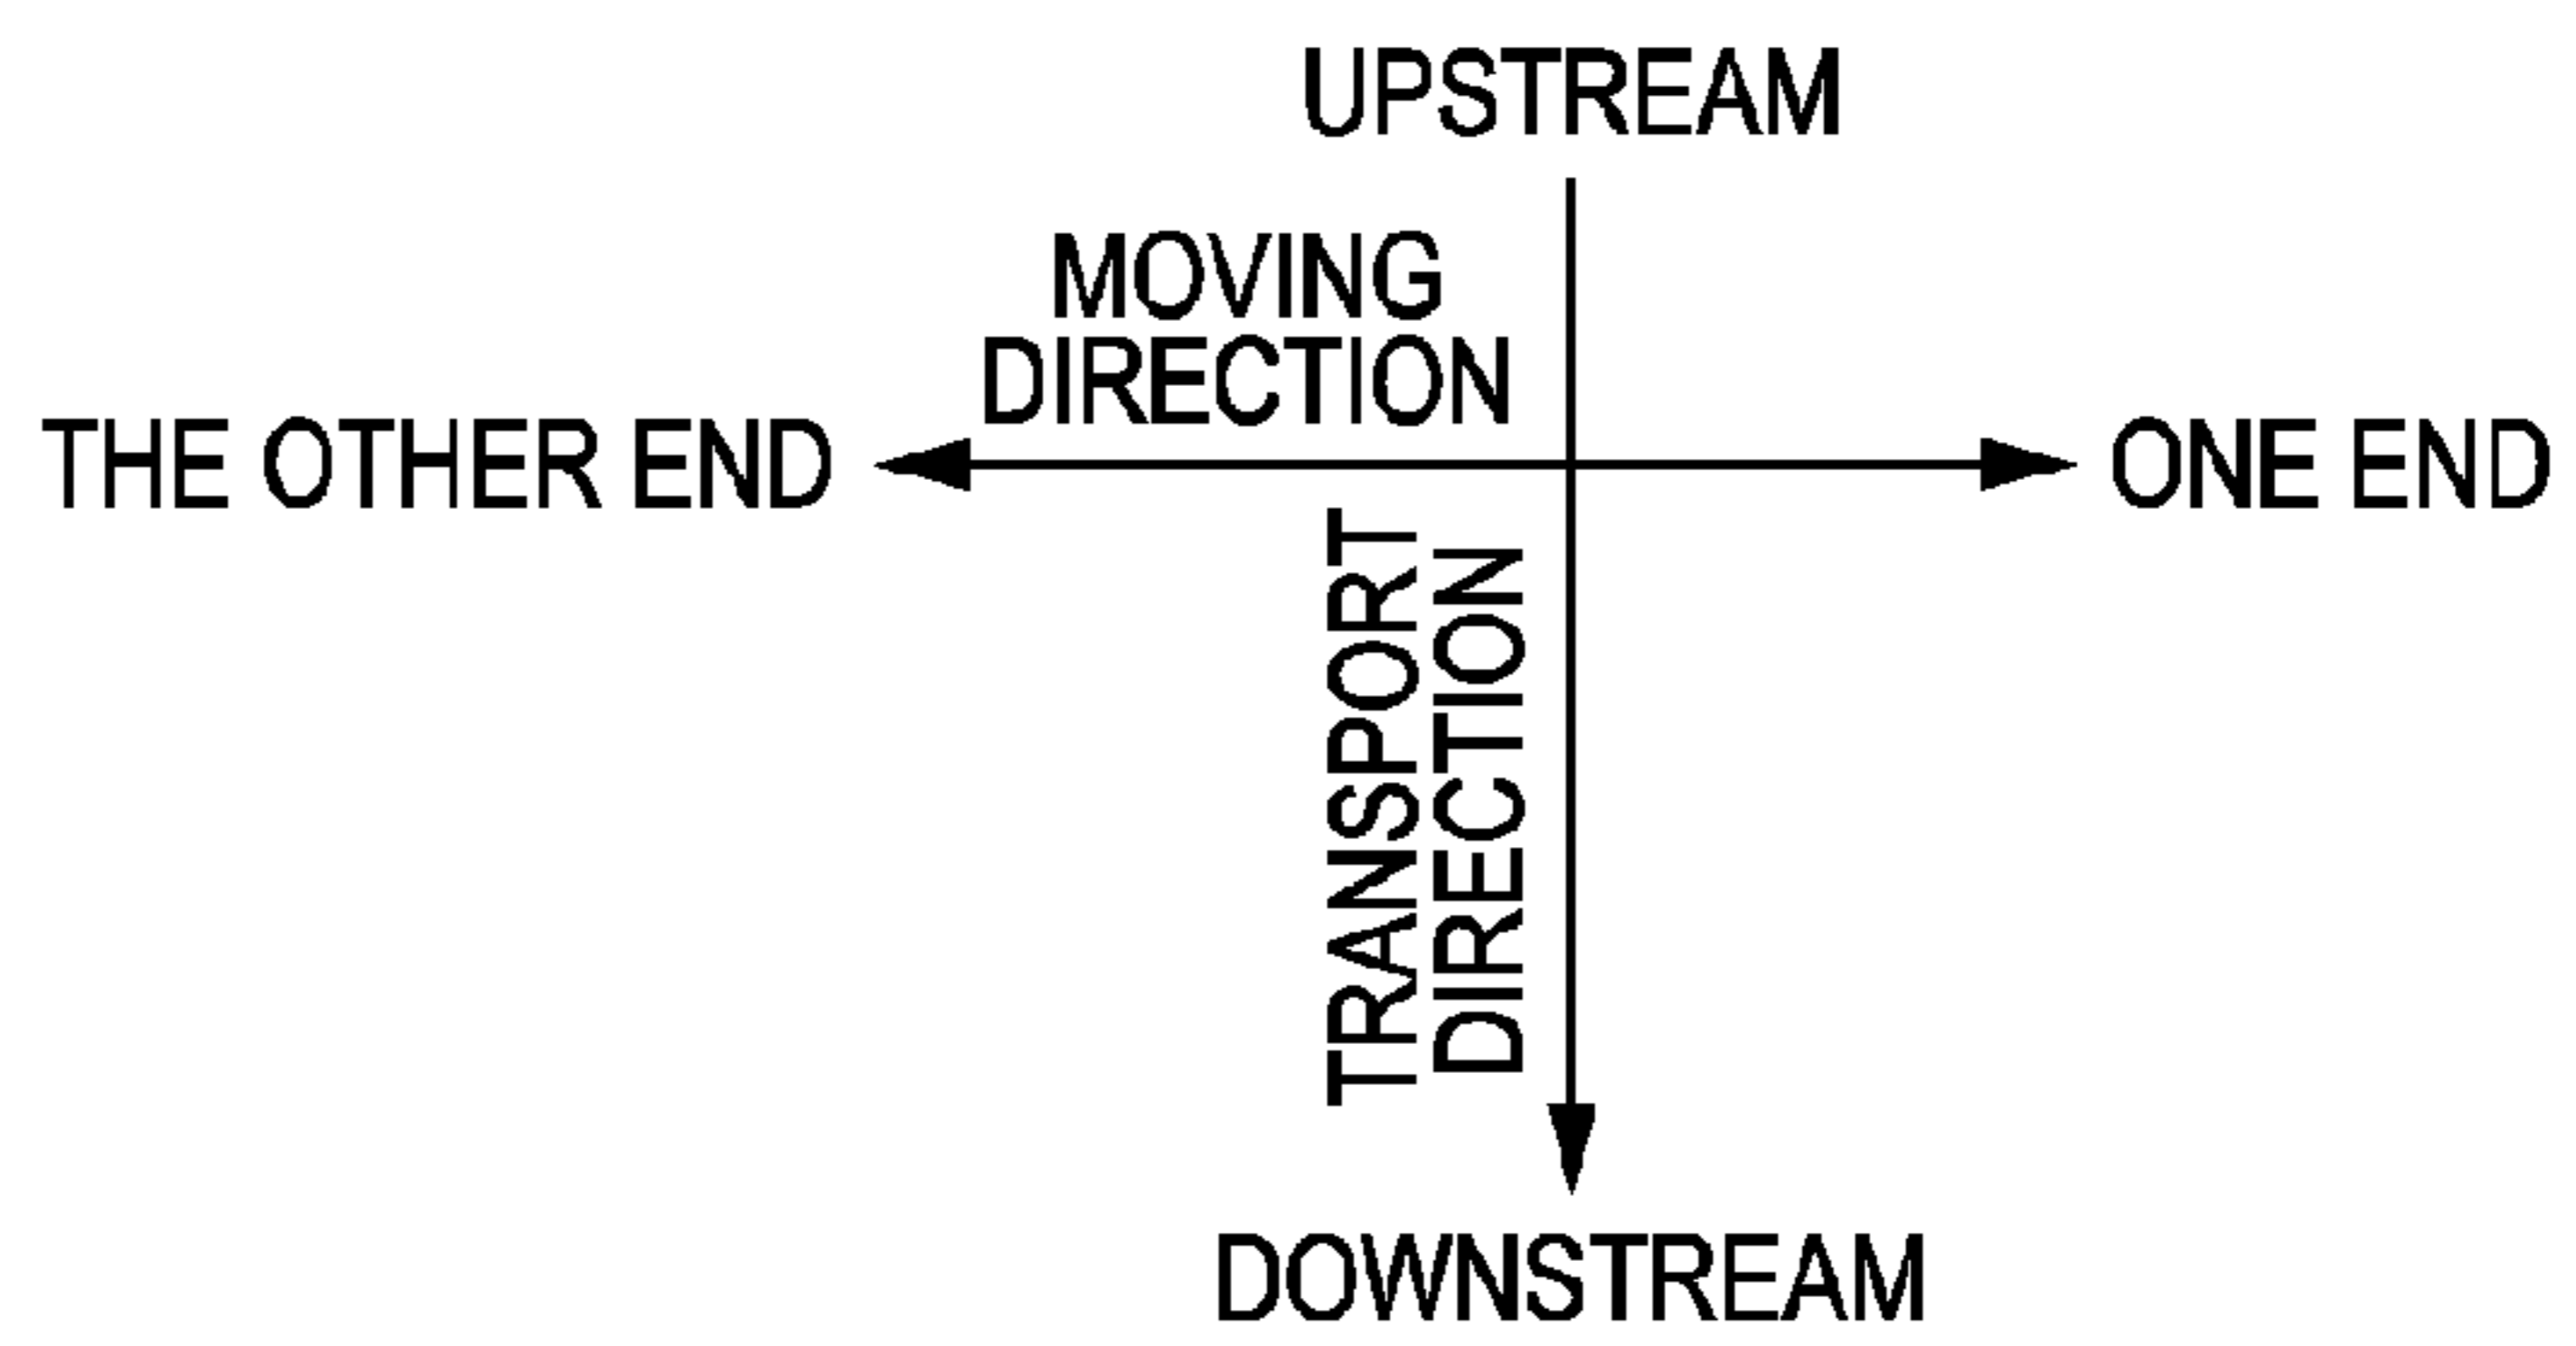 UPSTREAM
MOVING
DIRECTION
THE OTHER END
ONE END
TRANSPORT
DIRECTION
DOWNSTREAM